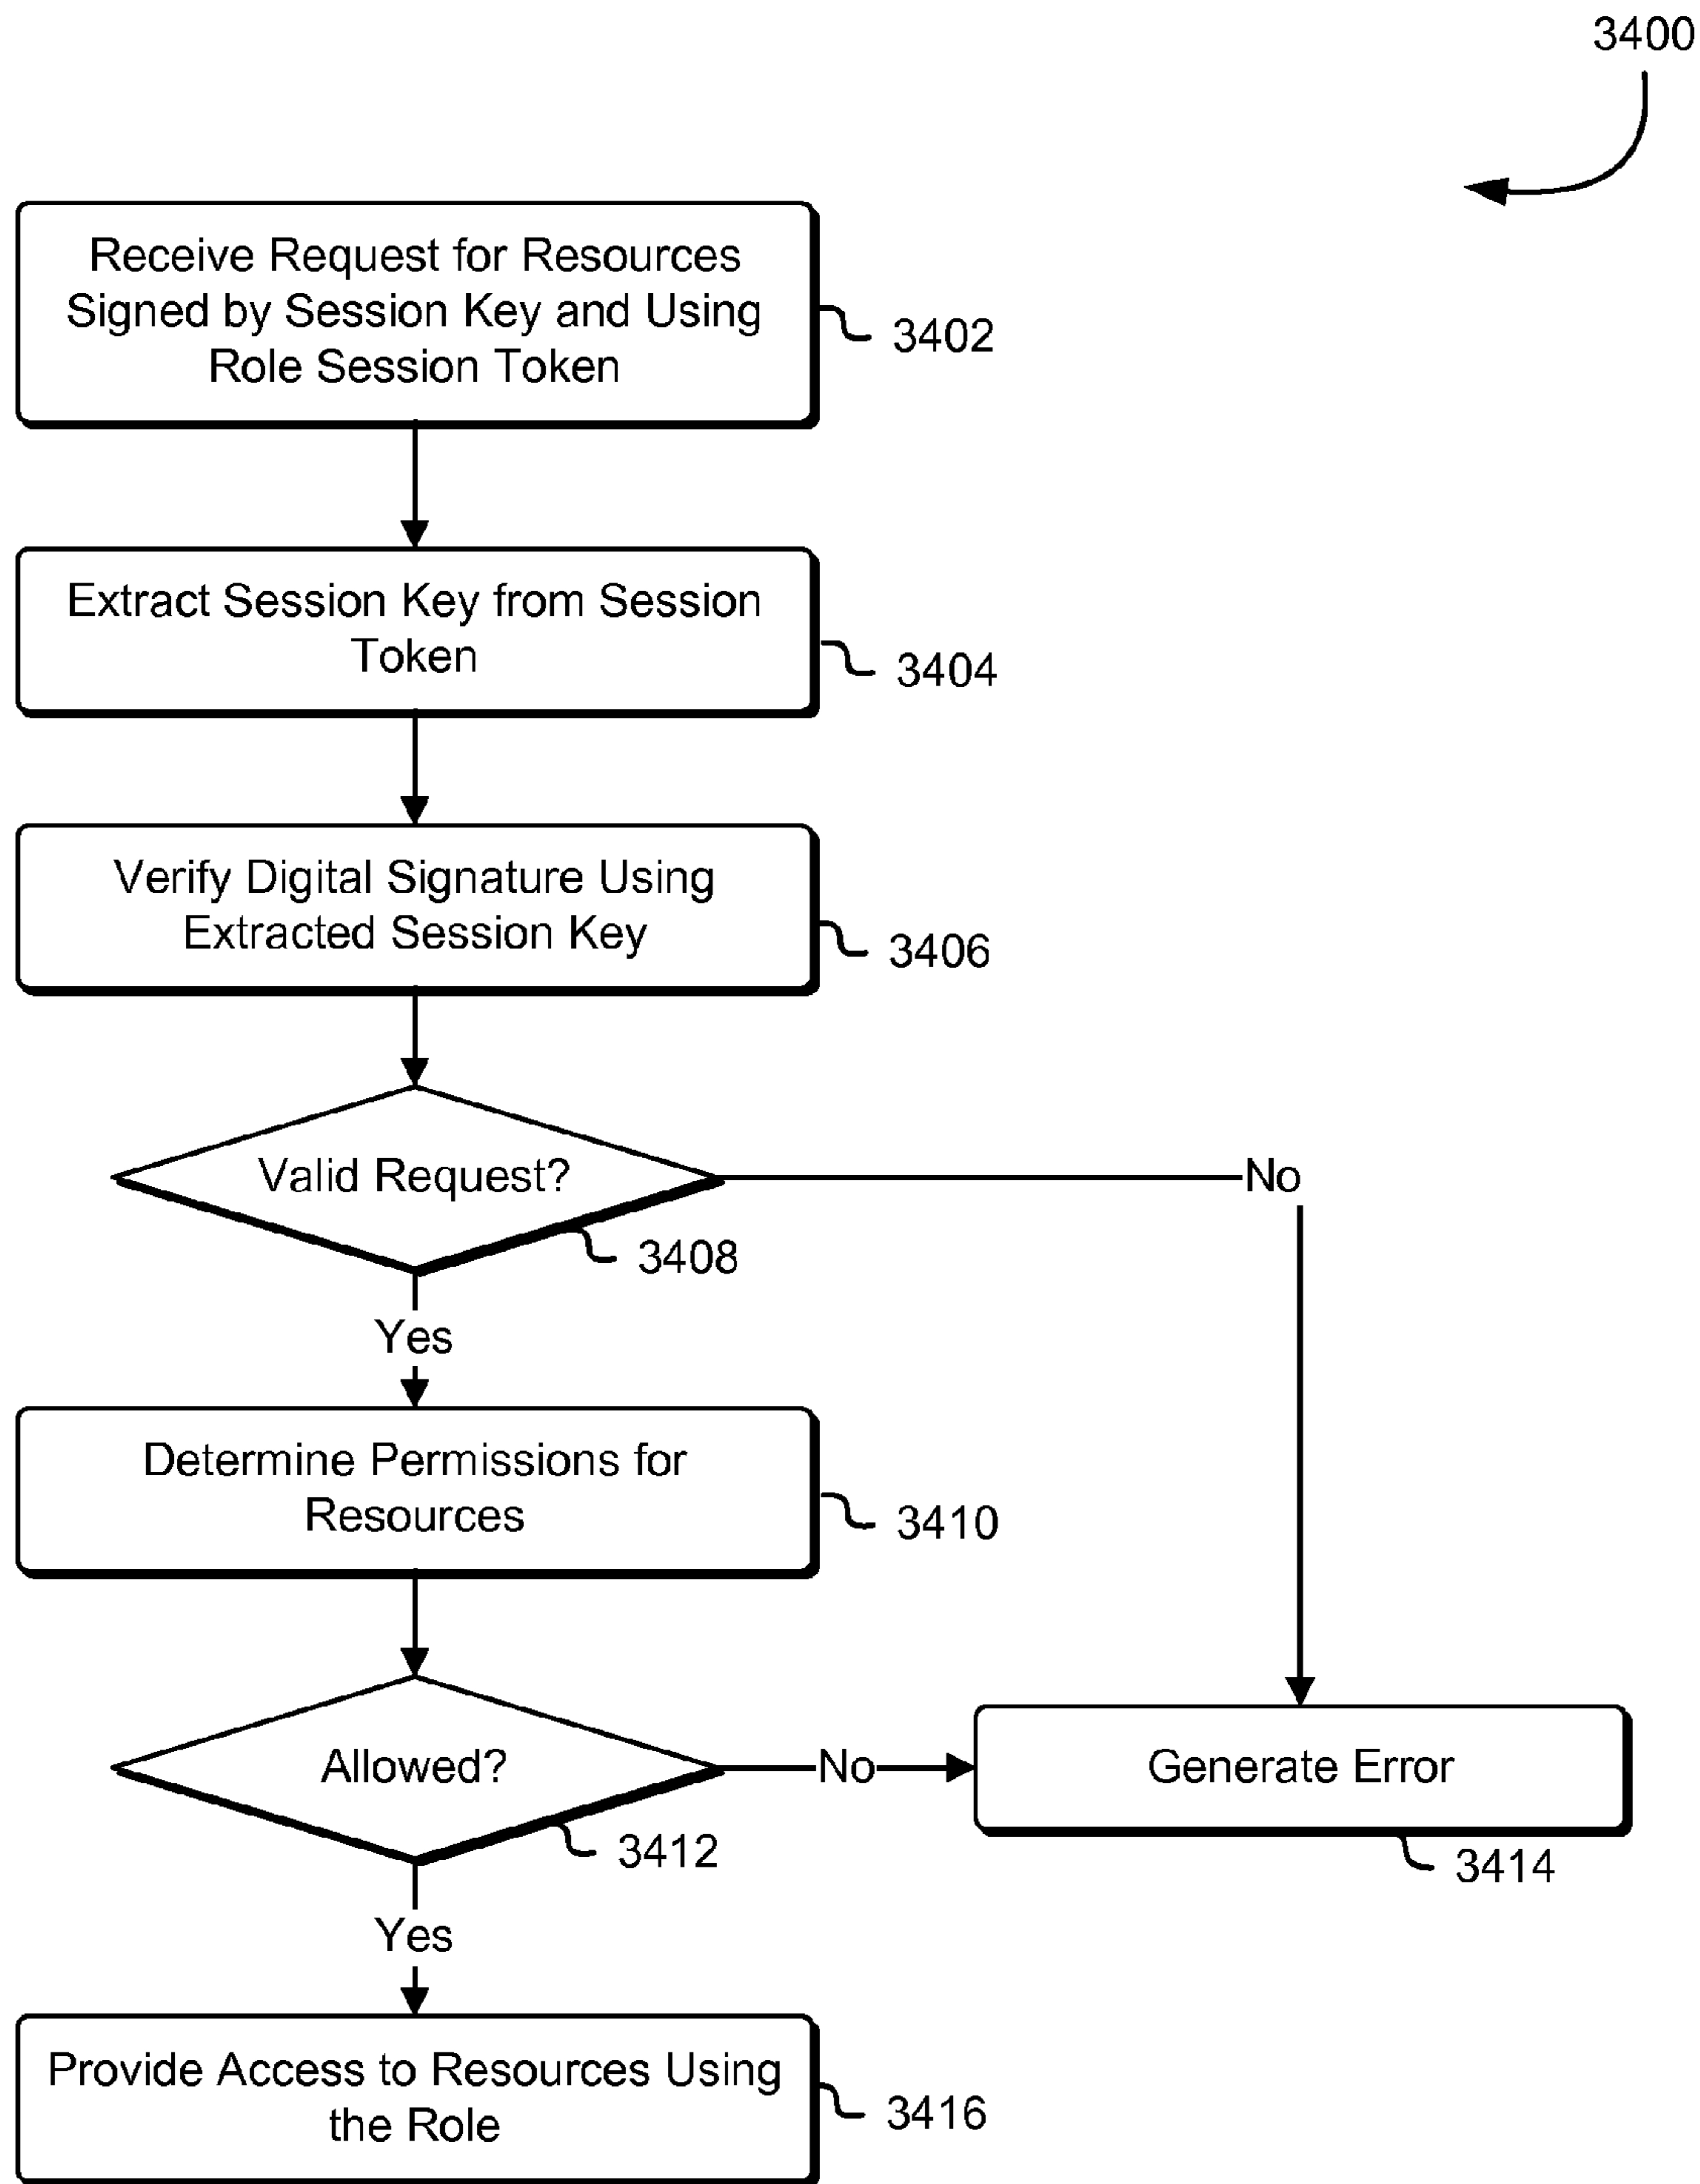 3400
Receive Request for Resources
Signed by Session Key and Using
Role Session Token
3402
Extract Session Key from Session
Token
3404
Verify Digital Signature Using
Extracted Session Key
3406
Valid Request?
No
3408
Yes
Determine Permissions for
Resources
3410
Allowed?
No
Generate Error
3412
3414
Yes
Provide Access to Resources Using
the Role
3416